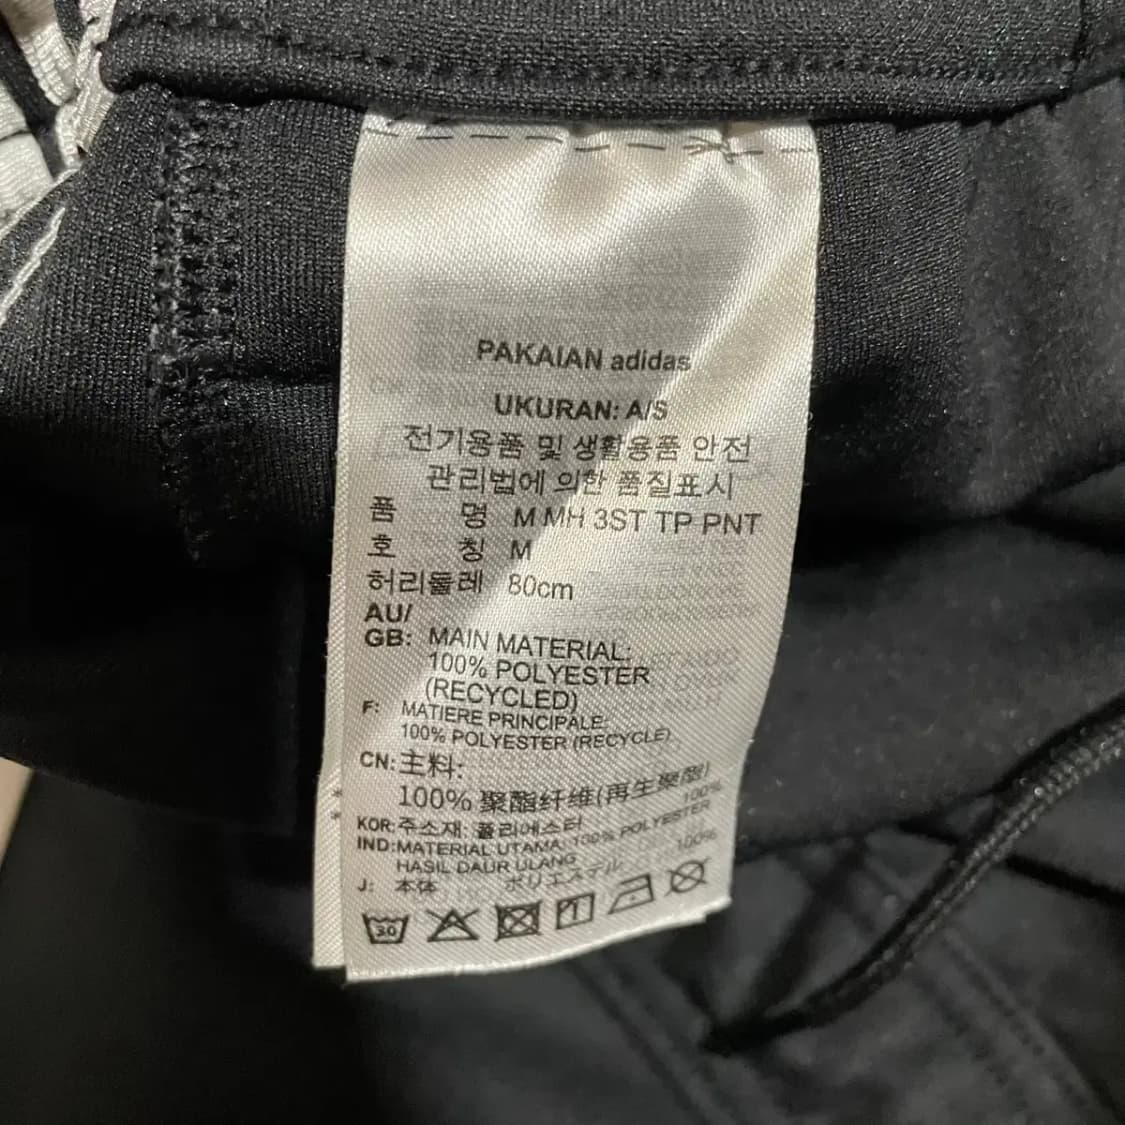 PAKAIAN adidas
UKURAN: A/S
전기용품 및 생활용품 안전
관리법에 의한 품질표시
품 명 M MH 3ST TP PNT
호 칭 M
허리둘레 80cm
AU/
GB: MAIN MATERIAL:
100% POLYESTER
(RECYCLED)
F: MATIERE PRINCIPALE:
100% POLYESTER (RECYCLE)
CN: 主料:
100% 聚酯纤维(再生聚酯)
100%
KOR: 주소재: 폴리에스터
IND: MATERIAL UTAMA: 100% POLYESTER
HASIL DAUR ULANG
100%
J: 本体 ポリエステル
30